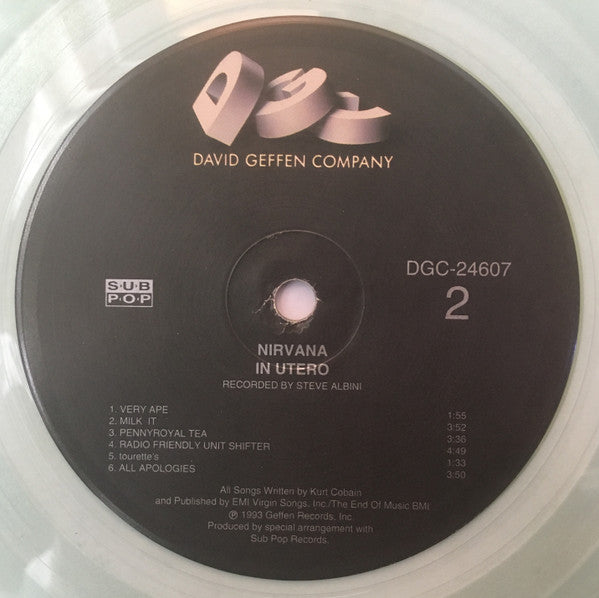 DGC
DAVID GEFFEN COMPANY
SUB
POP
DGC-24607
2
NIRVANA
IN UTERO
RECORDED BY STEVE ALBINI
1. VERY APE 1:55
2. MILK IT 3:52
3. PENNYROYAL TEA 3:36
4. RADIO FRIENDLY UNIT SHIFTER 4:49
5. tourette's 1:33
6. ALL APOLOGIES 3:50
All Songs Written by Kurt Cobain
and Published by EMI Virgin Songs, Inc./The End Of Music BMI
℗ 1993 Geffen Records, Inc.
Produced by special arrangement with
Sub Pop Records.